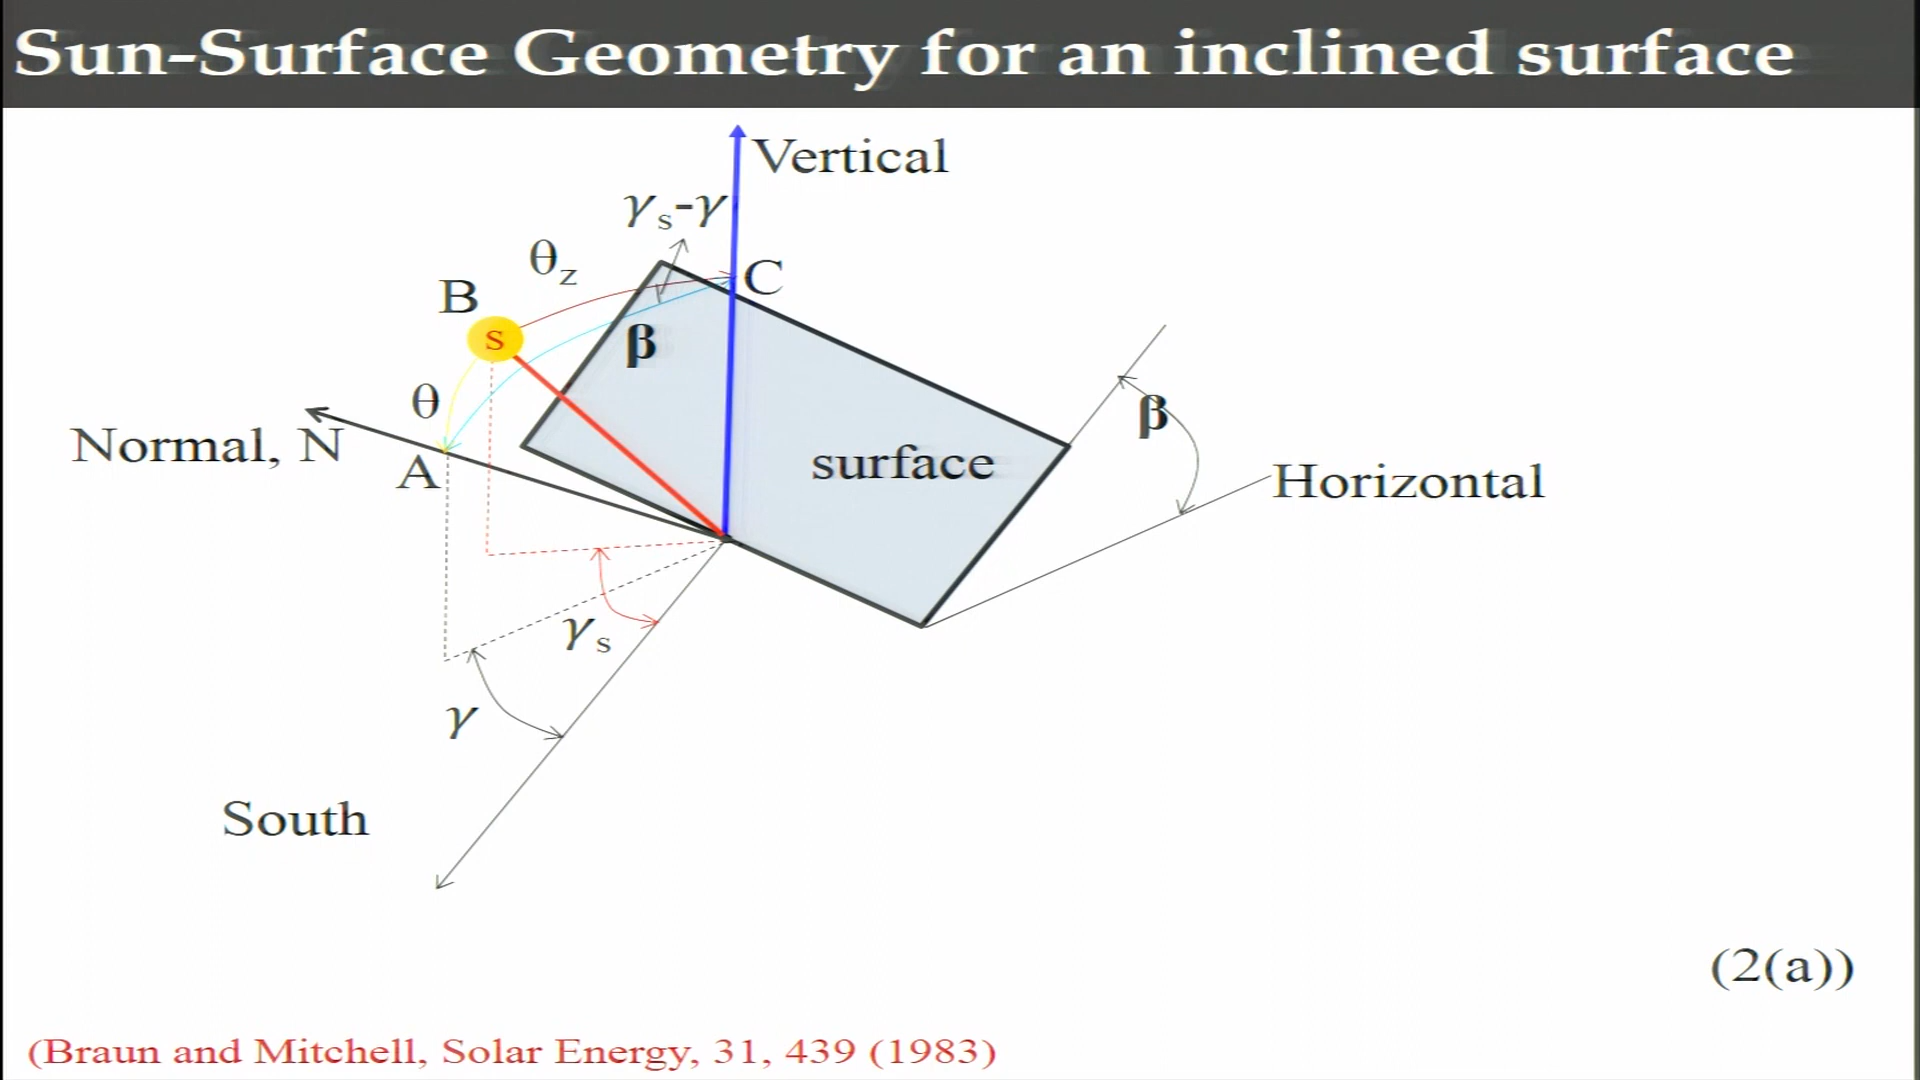 Sun-Surface Geometry for an inclined surface
Vertical
γs-γ
θz
C
B
S
β
θ
β
Normal, N
A
surface
Horizontal
γs
γ
South
(2(a))
(Braun and Mitchell, Solar Energy, 31, 439 (1983)